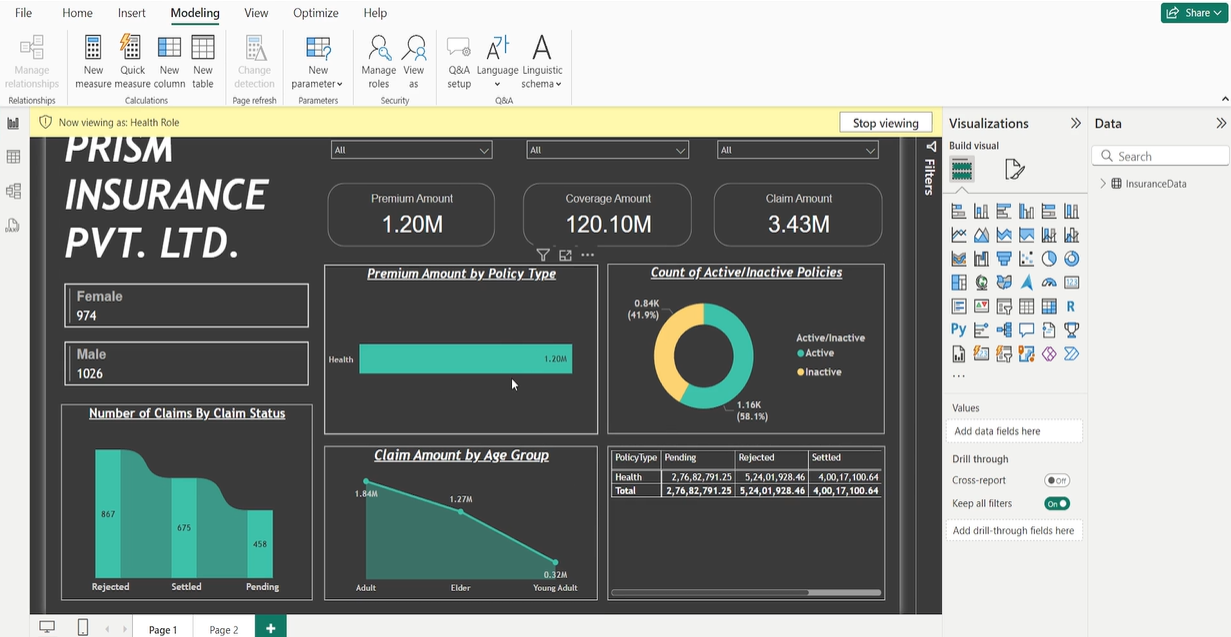 File Home Insert Modeling View Optimize Help Share
Manage relationships
New measure
Quick measure
New column
New table
Change detection
New parameter
Manage roles
View as
Q&A setup
Language
Linguistic schema
Relationships Calculations Page refresh Parameters Security Q&A
Now viewing as: Health Role
Stop viewing
PRISM
INSURANCE
PVT. LTD.
All All All
Premium Amount
1.20M
Coverage Amount
120.10M
Claim Amount
3.43M
Female
974
Male
1026
Premium Amount by Policy Type
Health 1.20M
Count of Active/Inactive Policies
0.84K
(41.9%)
1.16K
(58.1%)
Active/Inactive
Active
Inactive
Number of Claims By Claim Status
867
675
458
Rejected Settled Pending
Claim Amount by Age Group
1.84M
1.27M
0.32M
Adult Elder Young Adult
PolicyType Pending Rejected Settled
Health 2,76,82,791.25 5,24,01,928.46 4,00,17,100.64
Total 2,76,82,791.25 5,24,01,928.46 4,00,17,100.64
Filters
Visualizations
Build visual
R
Py
...
Values
Add data fields here
Drill through
Cross-report Off
Keep all filters On
Add drill-through fields here
Data
Search
InsuranceData
Page 1 Page 2 +